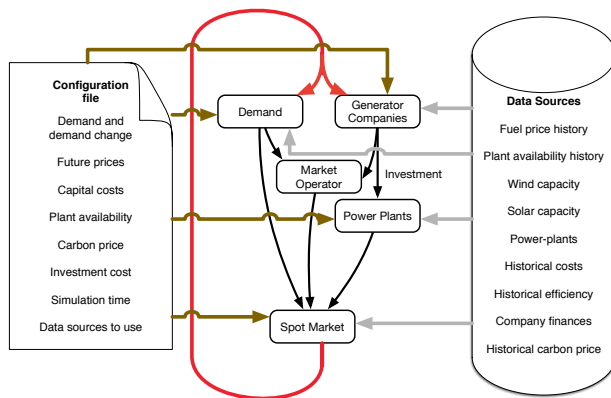 Configuration
file
Demand and
demand change
Future prices
Capital costs
Plant availability
Carbon price
Investment cost
Simulation time
Data sources to use
Demand
Generator
Companies
Market
Operator
Investment
Power Plants
Spot Market
Data Sources
Fuel price history
Plant availability history
Wind capacity
Solar capacity
Power-plants
Historical costs
Historical efficiency
Company finances
Historical carbon price